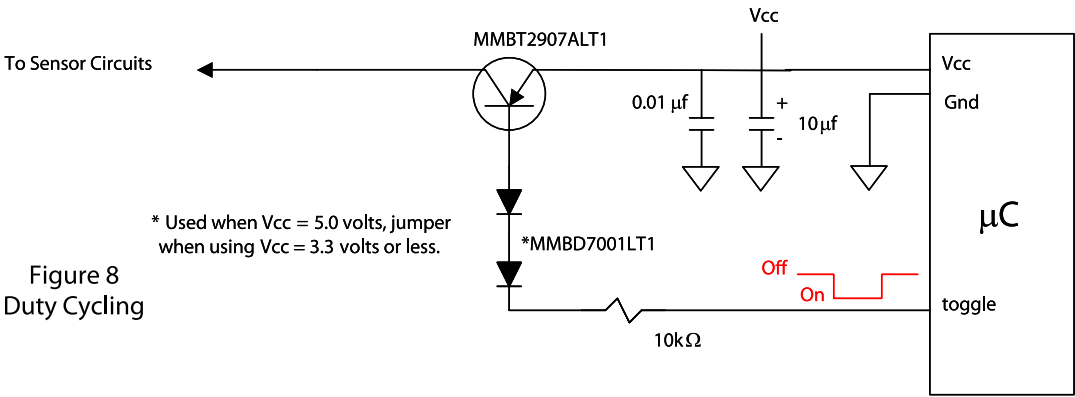 Vcc
MMBT2907ALT1
To Sensor Circuits
Vcc
0.01 µf
+
10µf
-
Gnd
µC
* Used when Vcc = 5.0 volts, jumper
when using Vcc = 3.3 volts or less.
*MMBD7001LT1
Figure 8
Duty Cycling
Off
On
toggle
10kΩ